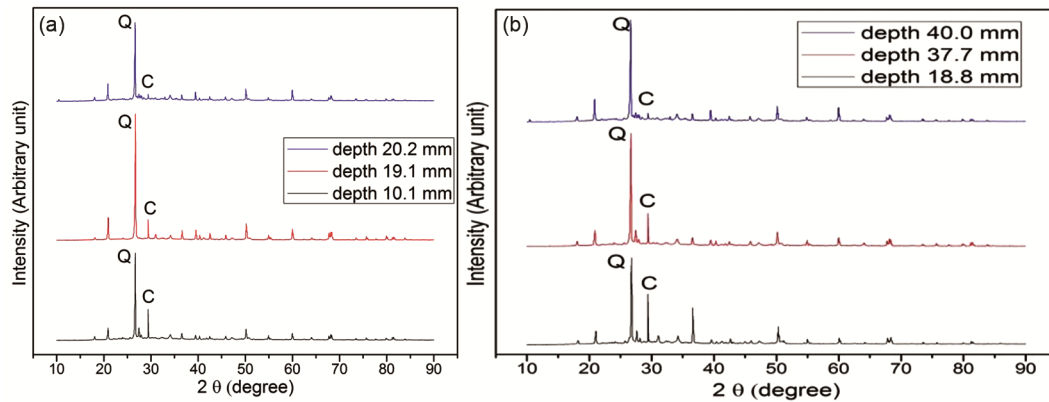 (a)
Q
C
Q
C
Q
C
depth 20.2 mm
depth 19.1 mm
depth 10.1 mm
Intensity (Arbitrary unit)
10 20 30 40 50 60 70 80 90
2 θ (degree)
(b)
Q
C
Q
C
Q
C
depth 40.0 mm
depth 37.7 mm
depth 18.8 mm
Intensity (Arbitrary unit)
10 20 30 40 50 60 70 80 90
2 θ (degree)